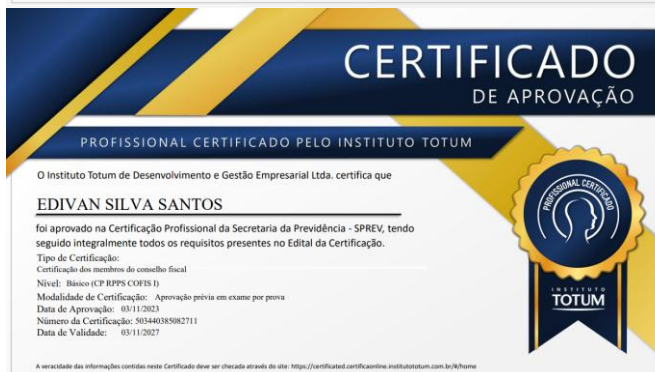 CERTIFICADO
DE APROVAÇÃO
PROFISSIONAL CERTIFICADO PELO INSTITUTO TOTUM
O Instituto Totum de Desenvolvimento e Gestão Empresarial Ltda. certifica que
EDIVAN SILVA SANTOS
foi aprovado na Certificação Profissional da Secretaria da Previdência - SPREV, tendo
seguido integralmente todos os requisitos presentes no Edital da Certificação.
Tipo de Certificação:
Certificação dos membros do conselho fiscal
Nível: Básico (CP RPPS COFIS I)
Modalidade de Certificação: Aprovação prévia em exame por prova
Data de Aprovação: 03/11/2023
Número da Certificação: 503440385082711
Data de Validade: 03/11/2027
PROFISSIONAL CERTIFICADO
INSTITUTO
TOTUM
A veracidade das informações contidas neste Certificado deve ser checada através do site: https://certificated.certificaonline.institutototum.com.br/#/home